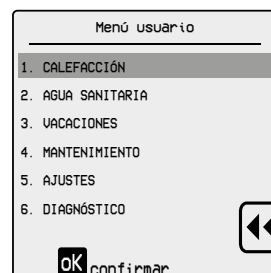 Menú usuario
1. CALEFACCIÓN
2. AGUA SANITARIA
3. VACACIONES
4. MANTENIMIENTO
5. AJUSTES
6. DIAGNÓSTICO
oK confirmar